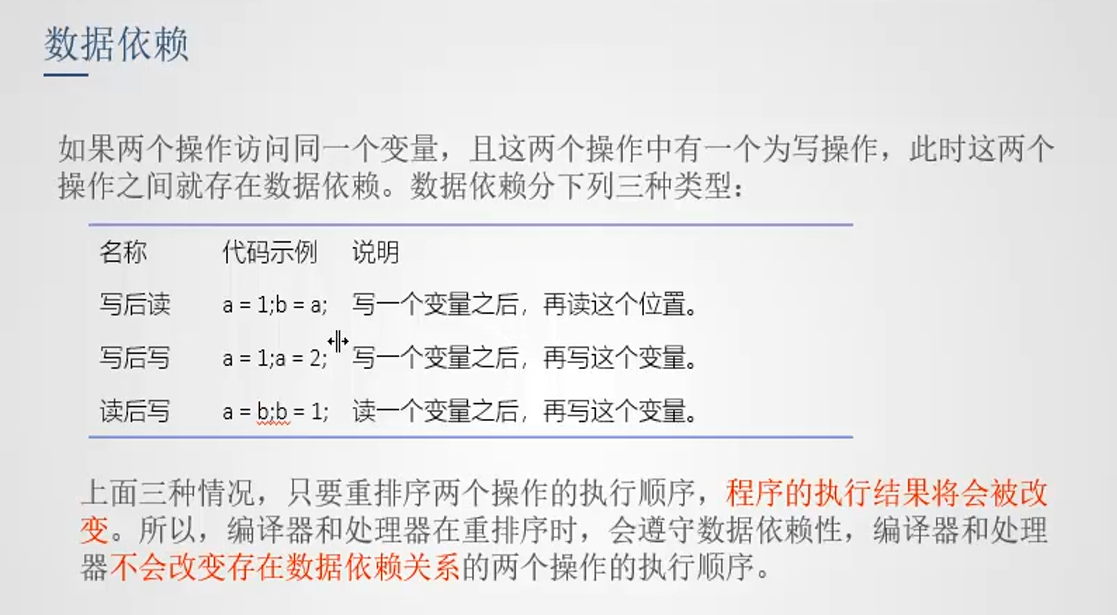 数据依赖
如果两个操作访问同一个变量，且这两个操作中有一个为写操作，此时这两个
操作之间就存在数据依赖。数据依赖分下列三种类型：
名称 代码示例 说明
写后读 a = 1;b = a; 写一个变量之后，再读这个位置。
写后写 a = 1;a = 2; 写一个变量之后，再写这个变量。
读后写 a = b;b = 1; 读一个变量之后，再写这个变量。
上面三种情况，只要重排序两个操作的执行顺序，程序的执行结果将会被改
变。所以，编译器和处理器在重排序时，会遵守数据依赖性，编译器和处理
器不会改变存在数据依赖关系的两个操作的执行顺序。